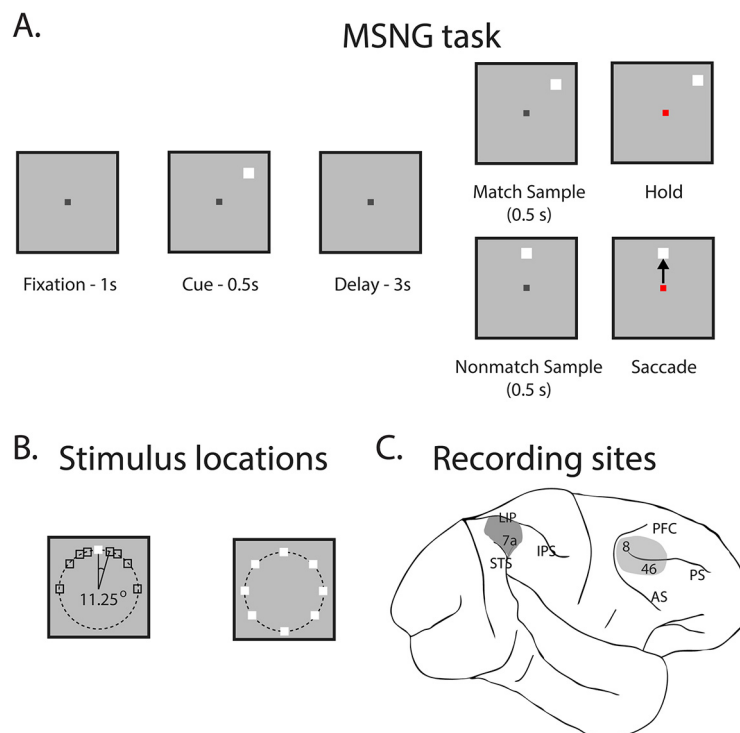 A.
MSNG task
Match Sample
(0.5 s)
Hold
Fixation - 1s
Cue - 0.5s
Delay - 3s
Nonmatch Sample
(0.5 s)
Saccade
B.
Stimulus locations
11.25°
C.
Recording sites
LIP
7a
STS
IPS
PFC
8
46
PS
AS